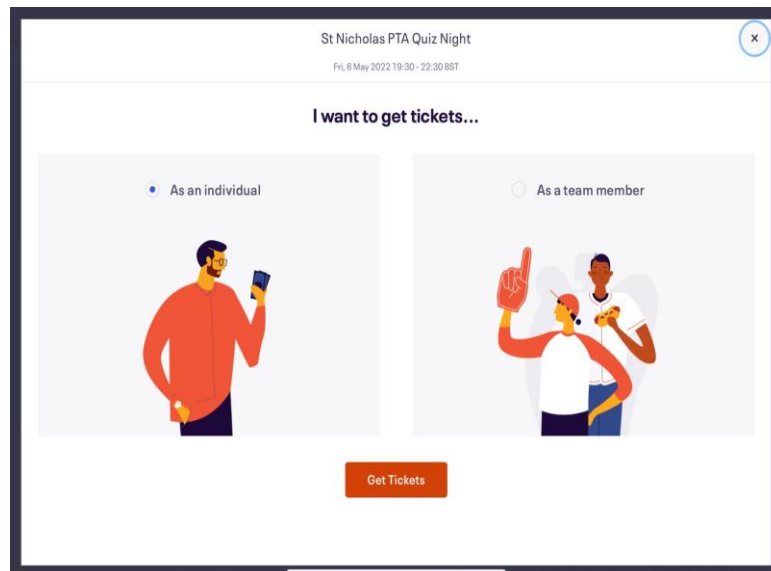 St Nicholas PTA Quiz Night
×
Fri, 6 May 2022 19:30 - 22:30 BST
I want to get tickets...
As an individual
As a team member
Get Tickets